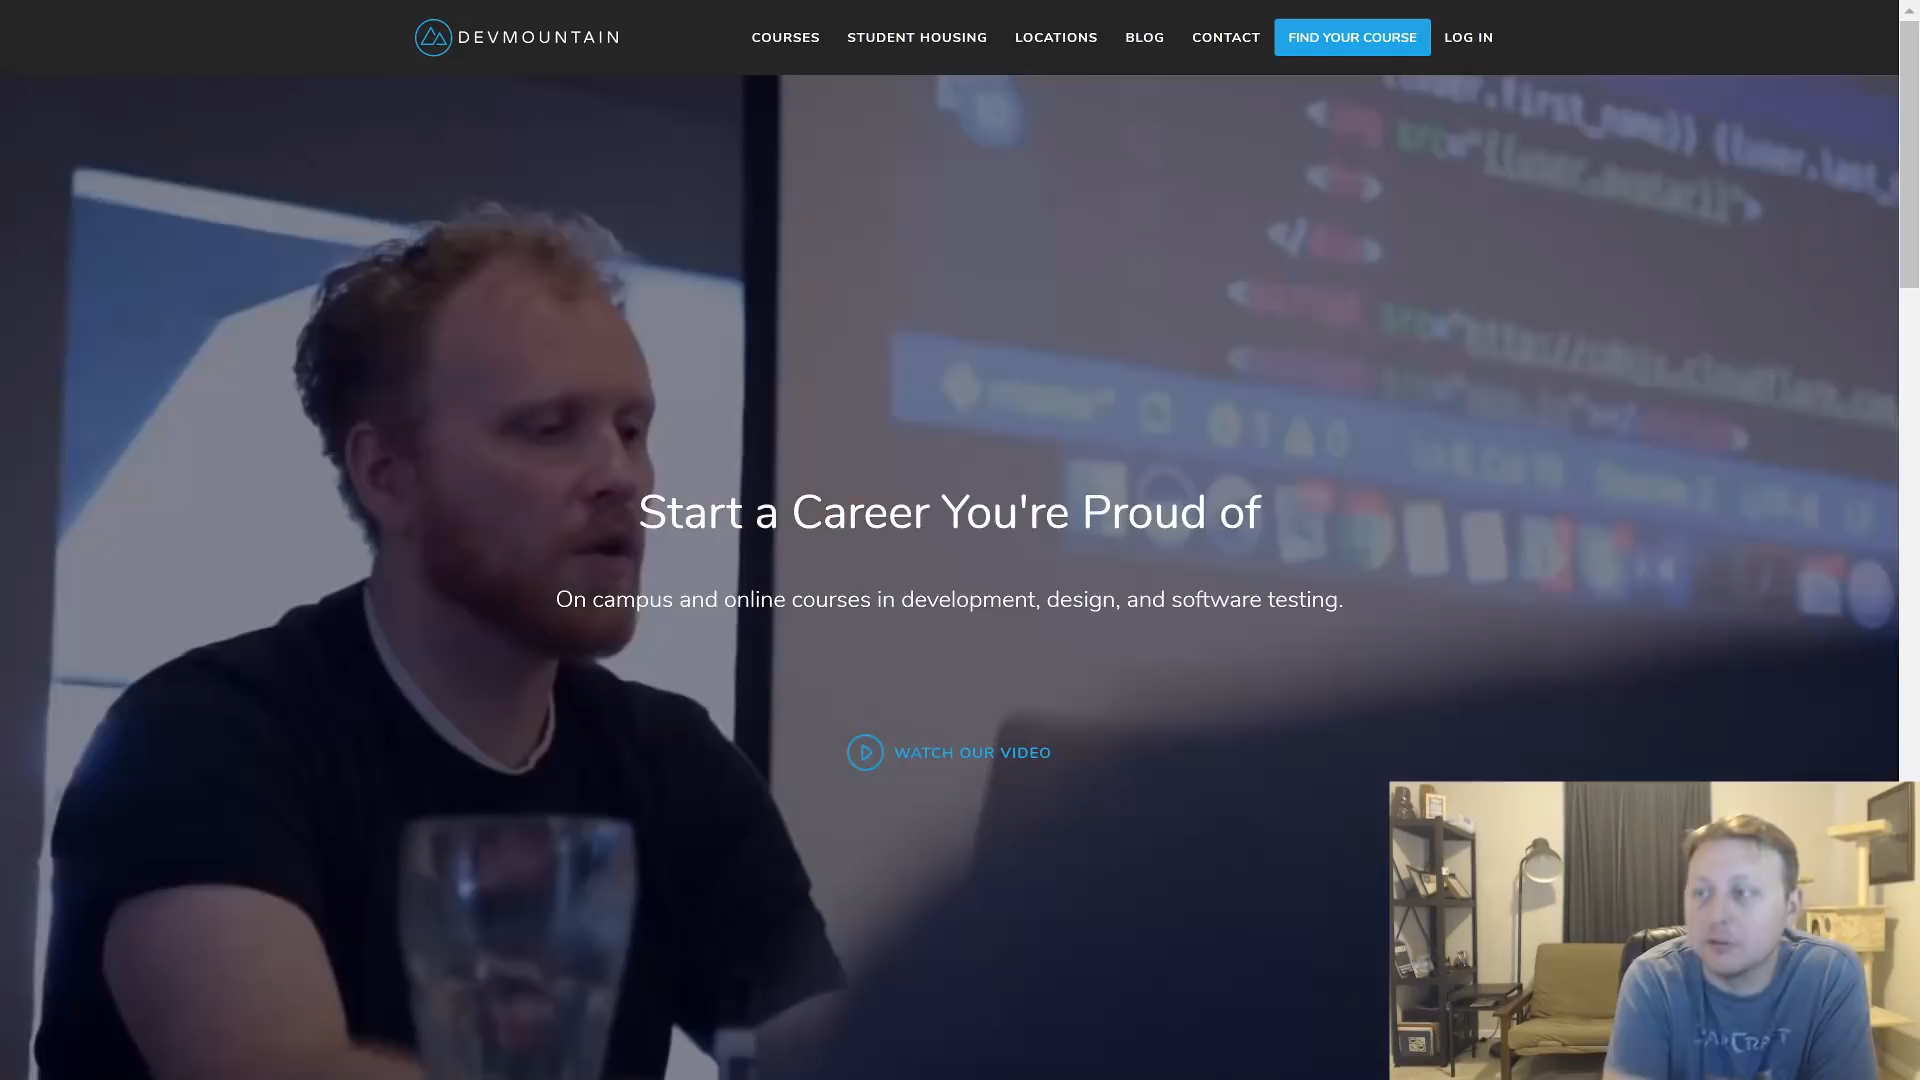 DEVMOUNTAIN
COURSES STUDENT HOUSING LOCATIONS BLOG CONTACT FIND YOUR COURSE LOG IN
Start a Career You're Proud of
On campus and online courses in development, design, and software testing.
WATCH OUR VIDEO